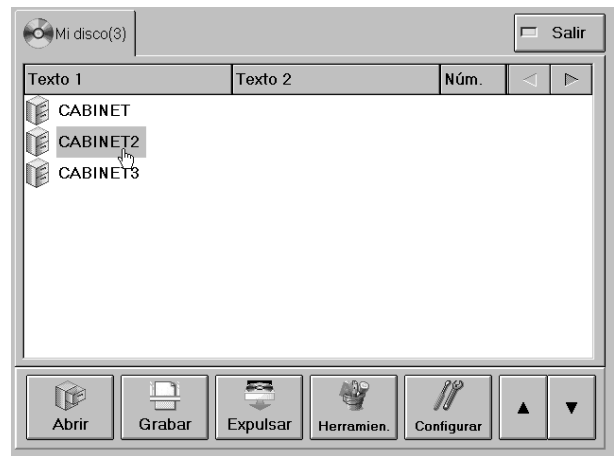 Mi disco(3)
Salir
Texto 1 Texto 2 Núm.
CABINET
CABINET2
CABINET3
Abrir Grabar Expulsar Herramien. Configurar